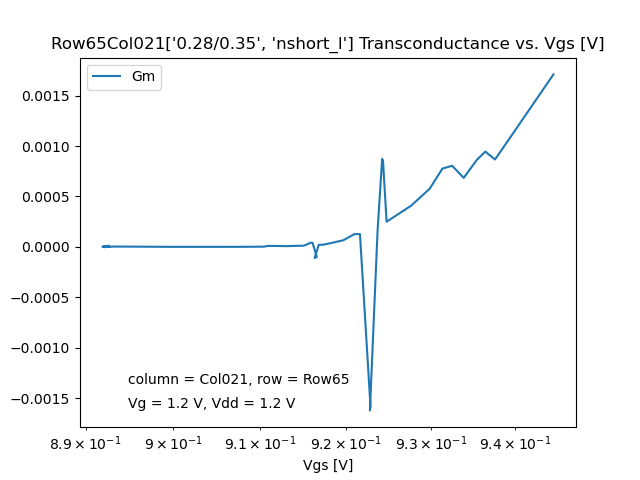 Row65Col021['0.28/0.35', 'nshort_l'] Transconductance vs. Vgs [V]
Gm
0.0015
0.0010
0.0005
0.0000
−0.0005
−0.0010
−0.0015
column = Col021, row = Row65
Vg = 1.2 V, Vdd = 1.2 V
8.9 × 10⁻¹ 9 × 10⁻¹ 9.1 × 10⁻¹ 9.2 × 10⁻¹ 9.3 × 10⁻¹ 9.4 × 10⁻¹
Vgs [V]